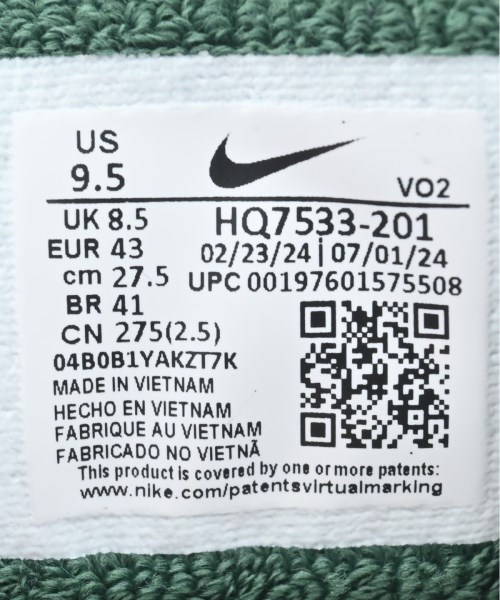 US
9.5
VO2
UK 8.5
HQ7533-201
EUR 43
02/23/24 | 07/01/24
cm 27.5
UPC 00197601575508
BR 41
CN 275(2.5)
04B0B1YAKZT7K
MADE IN VIETNAM
HECHO EN VIETNAM
FABRIQUE AU VIETNAM
FABRICADO NO VIETNÃ
This product is covered by one or more patents:
www.nike.com/patentsvirtualmarking